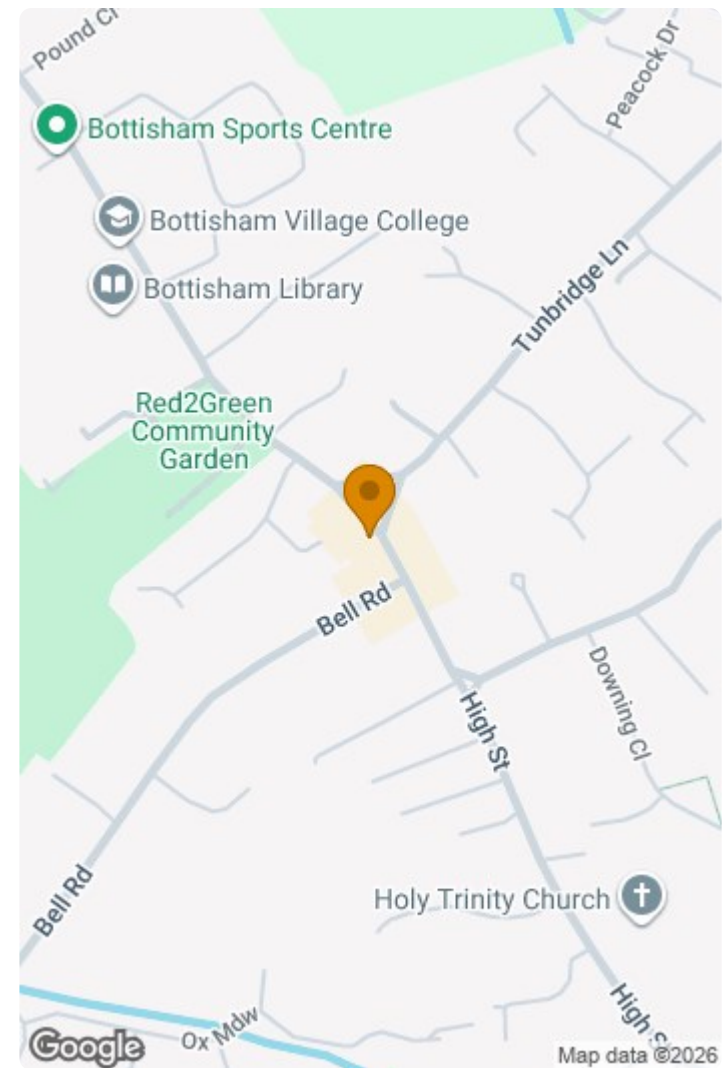 Pound Cl
Peacock Dr
Bottisham Sports Centre
Bottisham Village College
Tunbridge Ln
Bottisham Library
Red2Green
Community
Garden
Bell Rd
Downing Cl
High St
Bell Rd
Holy Trinity Church
High S
Ox Mdw
Google
Map data ©2026